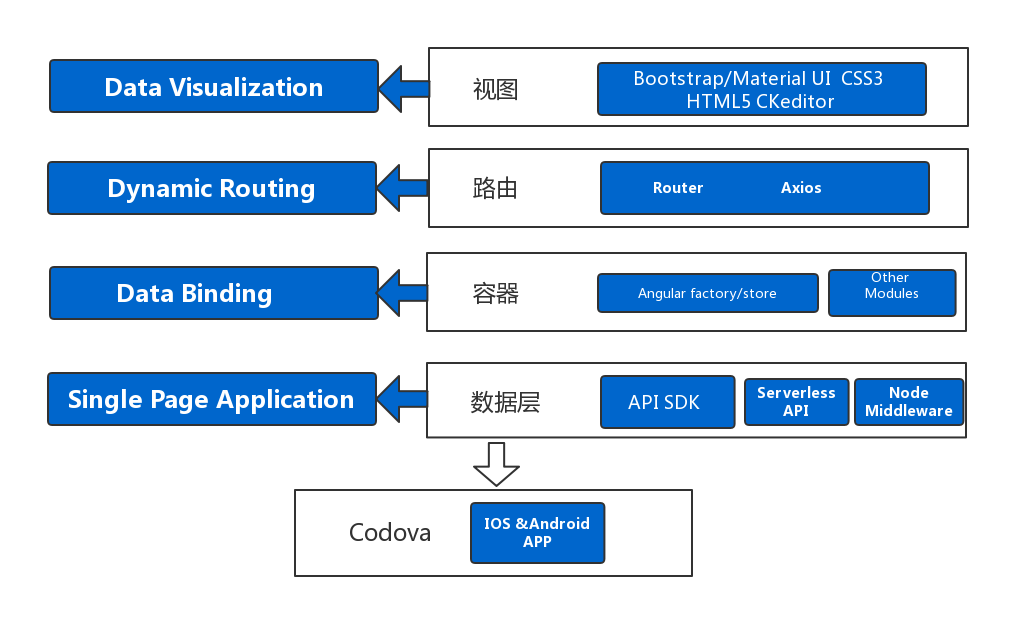 Data Visualization
视图
Bootstrap/Material UI CSS3
HTML5 CKeditor
Dynamic Routing
路由
Router
Axios
Data Binding
容器
Angular factory/store
Other
Modules
Single Page Application
数据层
API SDK
Serverless
API
Node
Middleware
Codova
IOS &Android
APP